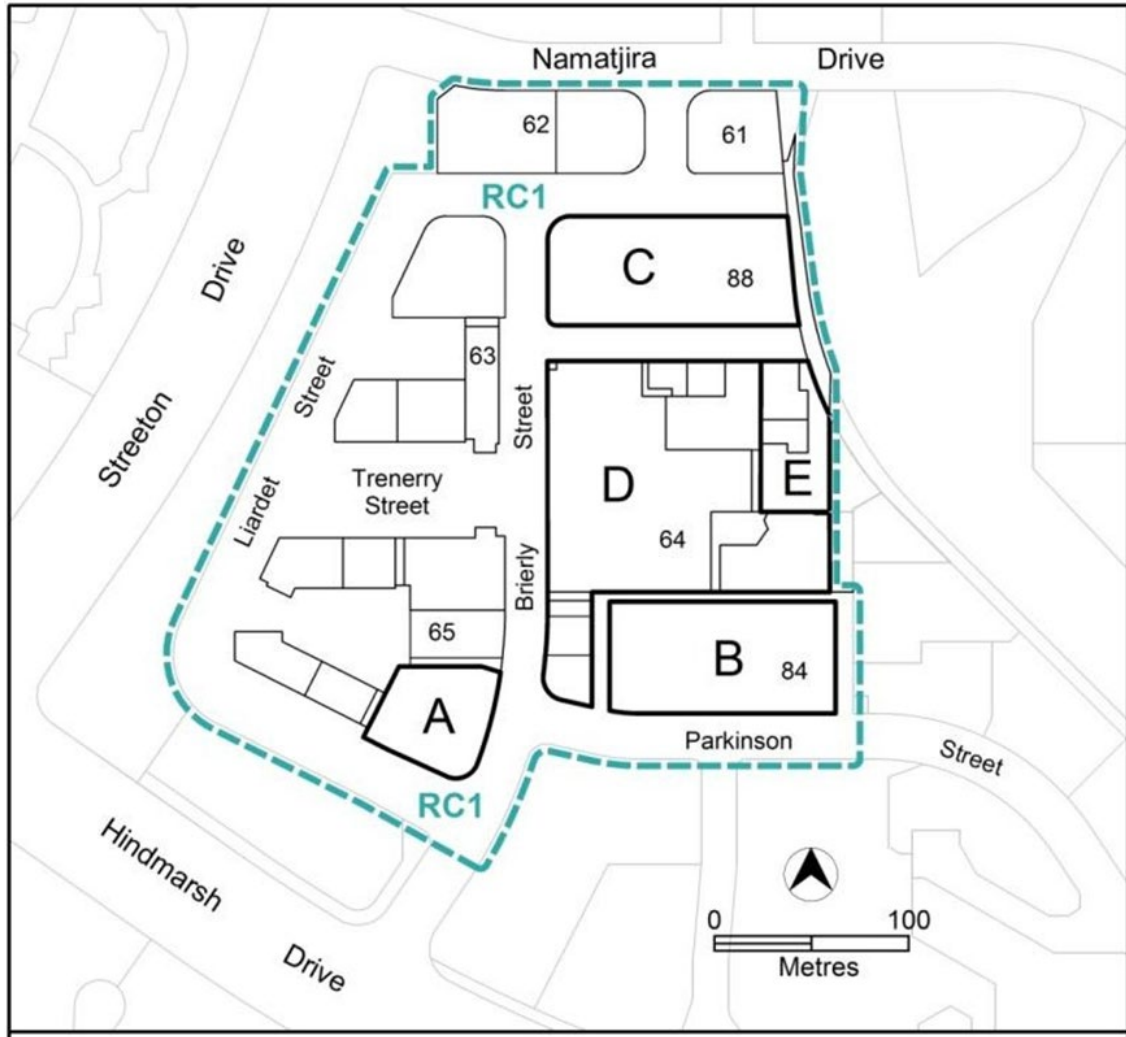 Namatjira Drive
62
61
RC1
C
88
Drive
63
Street
Street
Streeton
Trenerry
Street
D
E
Liardet
64
Brierly
65
B
84
A
Parkinson
Street
RC1
Hindmarsh
Drive
0 100
Metres